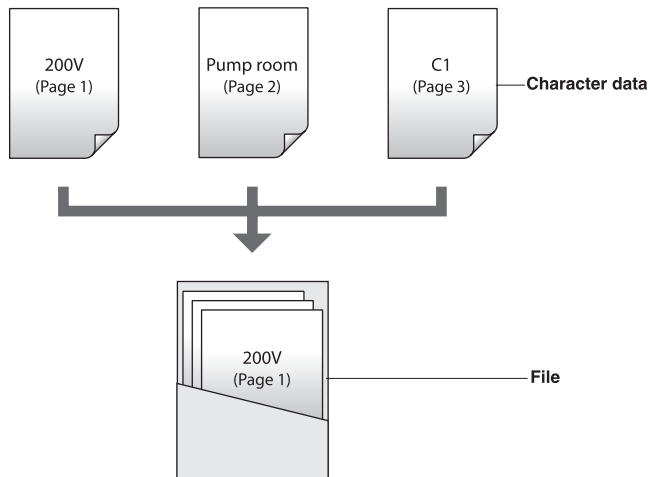 200V
(Page 1)
Pump room
(Page 2)
C1
(Page 3)
Character data
200V
(Page 1)
File